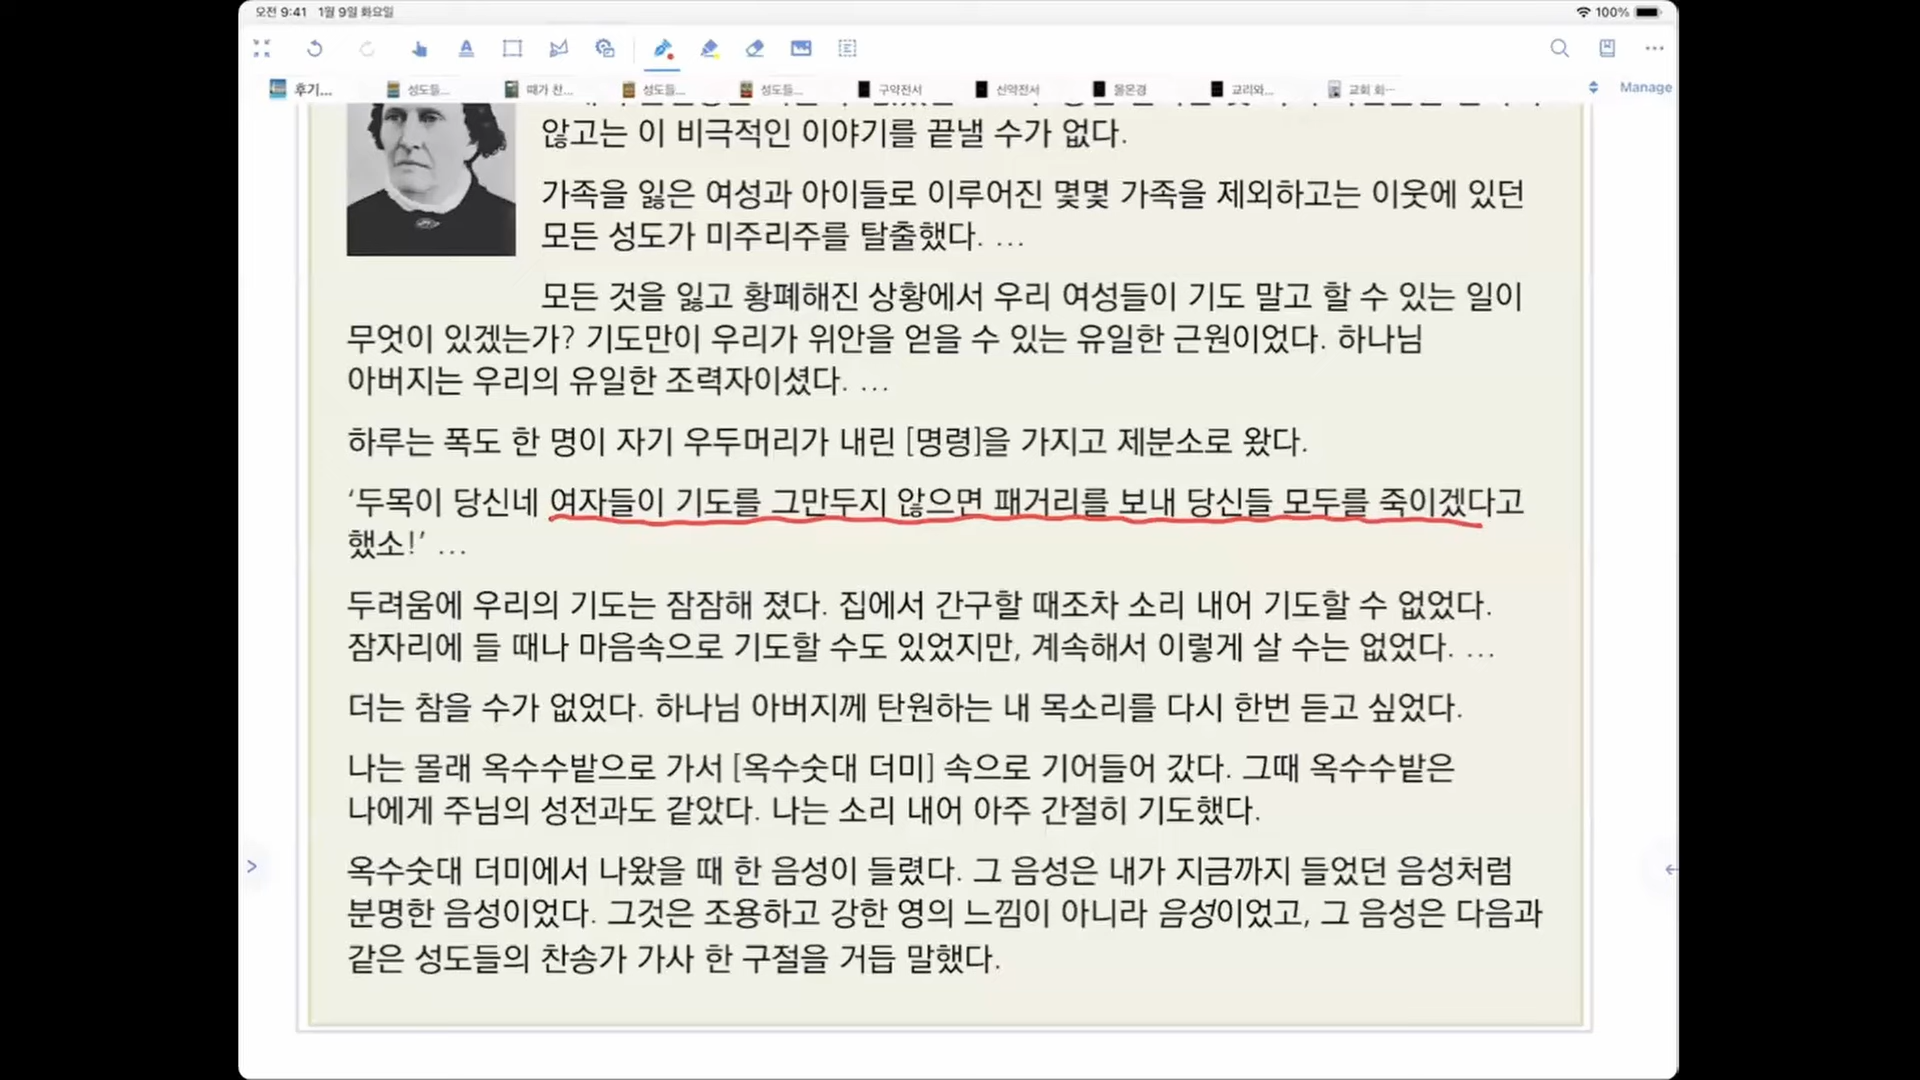 오전 9:41 1월 9일 화요일
100%
후기...
성도들...
때가 찬...
성도들...
성도들...
구약전서
신약전서
몰몬경
교리와...
교회 회...
Manage
않고는 이 비극적인 이야기를 끝낼 수가 없다.
가족을 잃은 여성과 아이들로 이루어진 몇몇 가족을 제외하고는 이웃에 있던
모든 성도가 미주리주를 탈출했다. …
모든 것을 잃고 황폐해진 상황에서 우리 여성들이 기도 말고 할 수 있는 일이
무엇이 있겠는가? 기도만이 우리가 위안을 얻을 수 있는 유일한 근원이었다. 하나님
아버지는 우리의 유일한 조력자이셨다. …
하루는 폭도 한 명이 자기 우두머리가 내린 [명령]을 가지고 제분소로 왔다.
‘두목이 당신네 여자들이 기도를 그만두지 않으면 패거리를 보내 당신들 모두를 죽이겠다고
했소!’ …
두려움에 우리의 기도는 잠잠해 졌다. 집에서 간구할 때조차 소리 내어 기도할 수 없었다.
잠자리에 들 때나 마음속으로 기도할 수도 있었지만, 계속해서 이렇게 살 수는 없었다. …
더는 참을 수가 없었다. 하나님 아버지께 탄원하는 내 목소리를 다시 한번 듣고 싶었다.
나는 몰래 옥수수밭으로 가서 [옥수숫대 더미] 속으로 기어들어 갔다. 그때 옥수수밭은
나에게 주님의 성전과도 같았다. 나는 소리 내어 아주 간절히 기도했다.
옥수숫대 더미에서 나왔을 때 한 음성이 들렸다. 그 음성은 내가 지금까지 들었던 음성처럼
분명한 음성이었다. 그것은 조용하고 강한 영의 느낌이 아니라 음성이었고, 그 음성은 다음과
같은 성도들의 찬송가 가사 한 구절을 거듭 말했다.